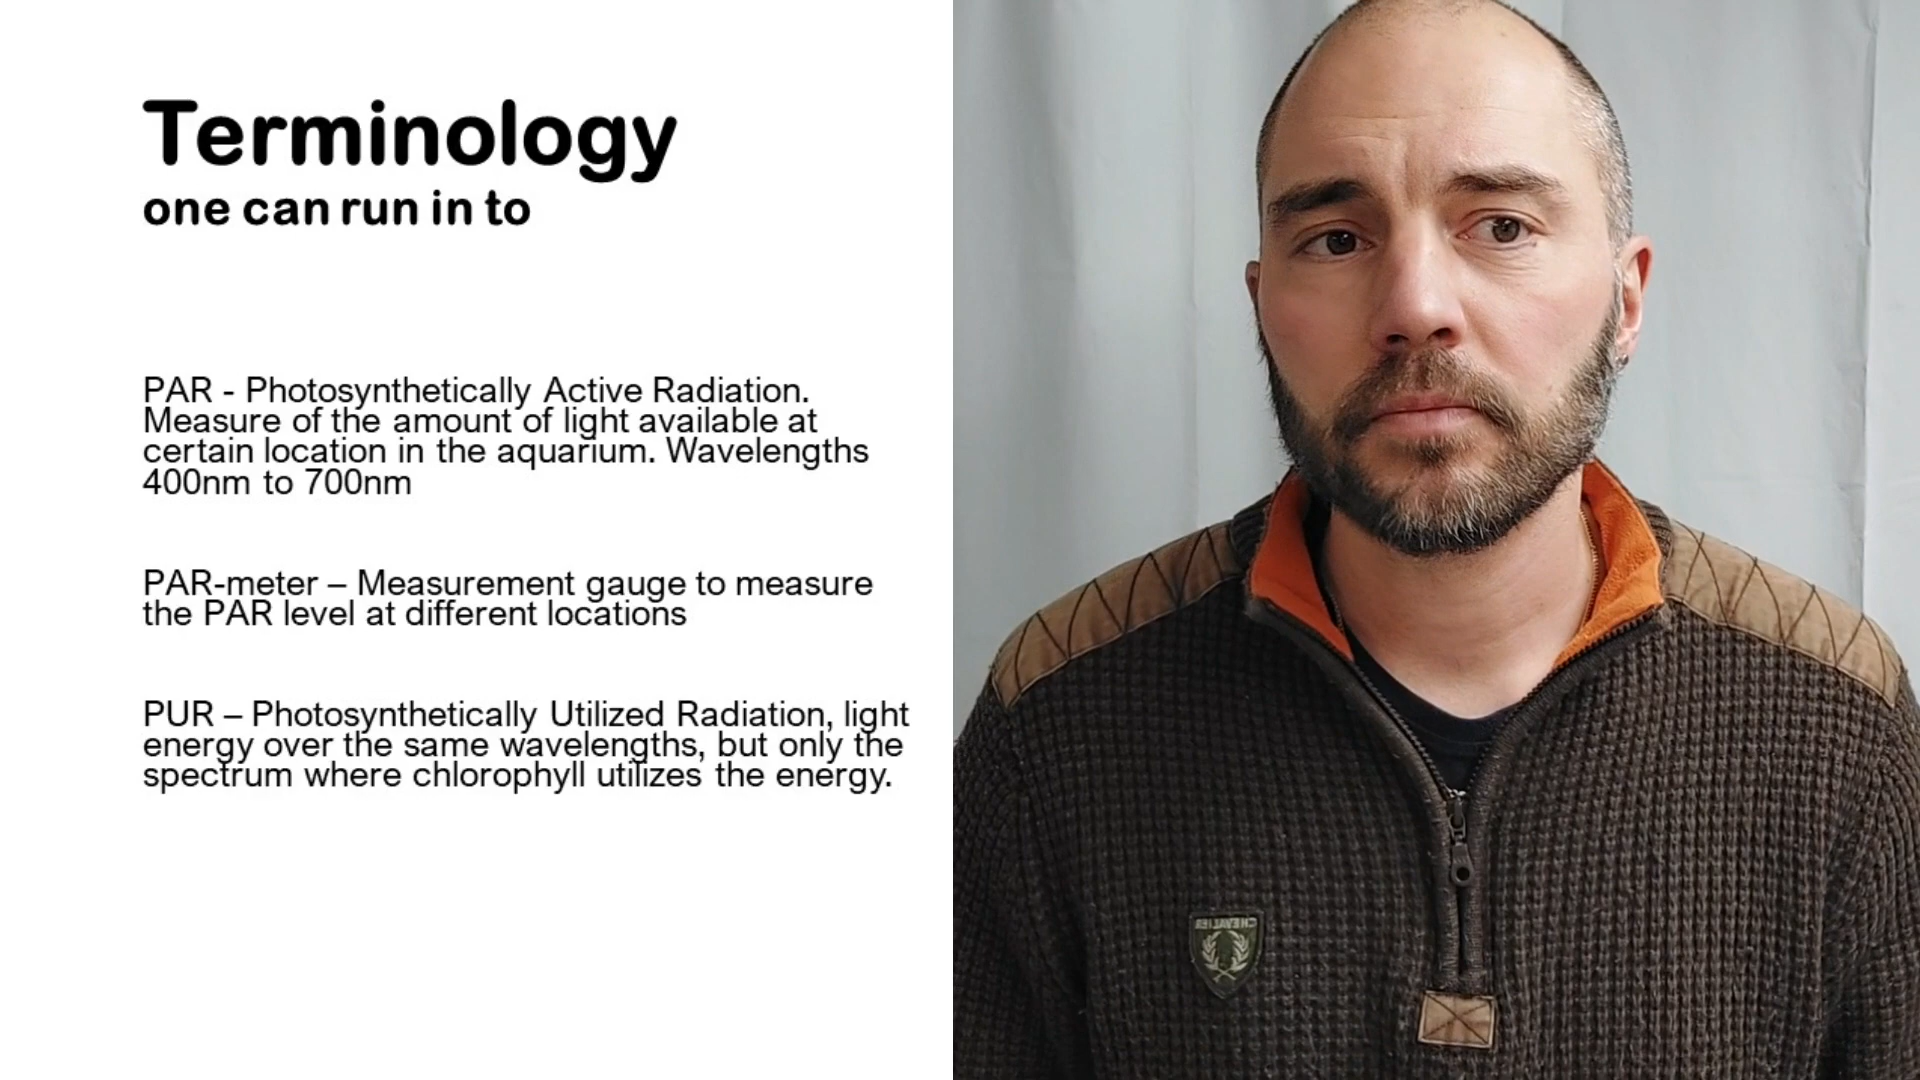 Terminology
one can run in to
PAR - Photosynthetically Active Radiation.
Measure of the amount of light available at
certain location in the aquarium. Wavelengths
400nm to 700nm
PAR-meter – Measurement gauge to measure
the PAR level at different locations
PUR – Photosynthetically Utilized Radiation, light
energy over the same wavelengths, but only the
spectrum where chlorophyll utilizes the energy.